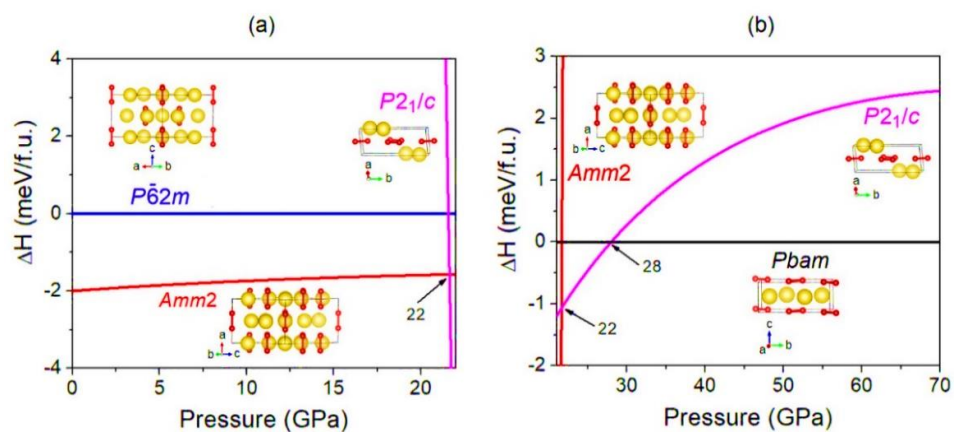 (a)
4
2
0
-2
-4
ΔH (meV/f.u.)
0
5
10
15
20
Pressure (GPa)
c
a
b
P6̄2m
P2₁/c
a
b
Amm2
a
b
c
22
(b)
3
2
1
0
-1
-2
ΔH (meV/f.u.)
30
40
50
60
70
Pressure (GPa)
a
b
c
Amm2
P2₁/c
a
b
28
22
Pbam
c
a
b